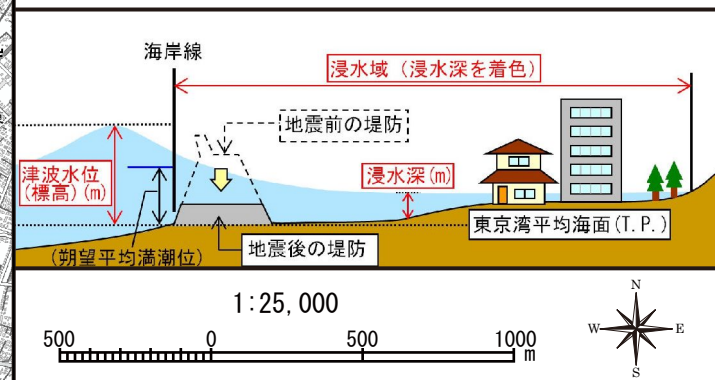 海岸線
浸水域（浸水深を着色）
地震前の堤防
津波水位
(標高)(m)
浸水深(m)
東京湾平均海面(T.P.)
(朔望平均満潮位)
地震後の堤防
1:25,000
500 0 500 1000
m
N
W E
S